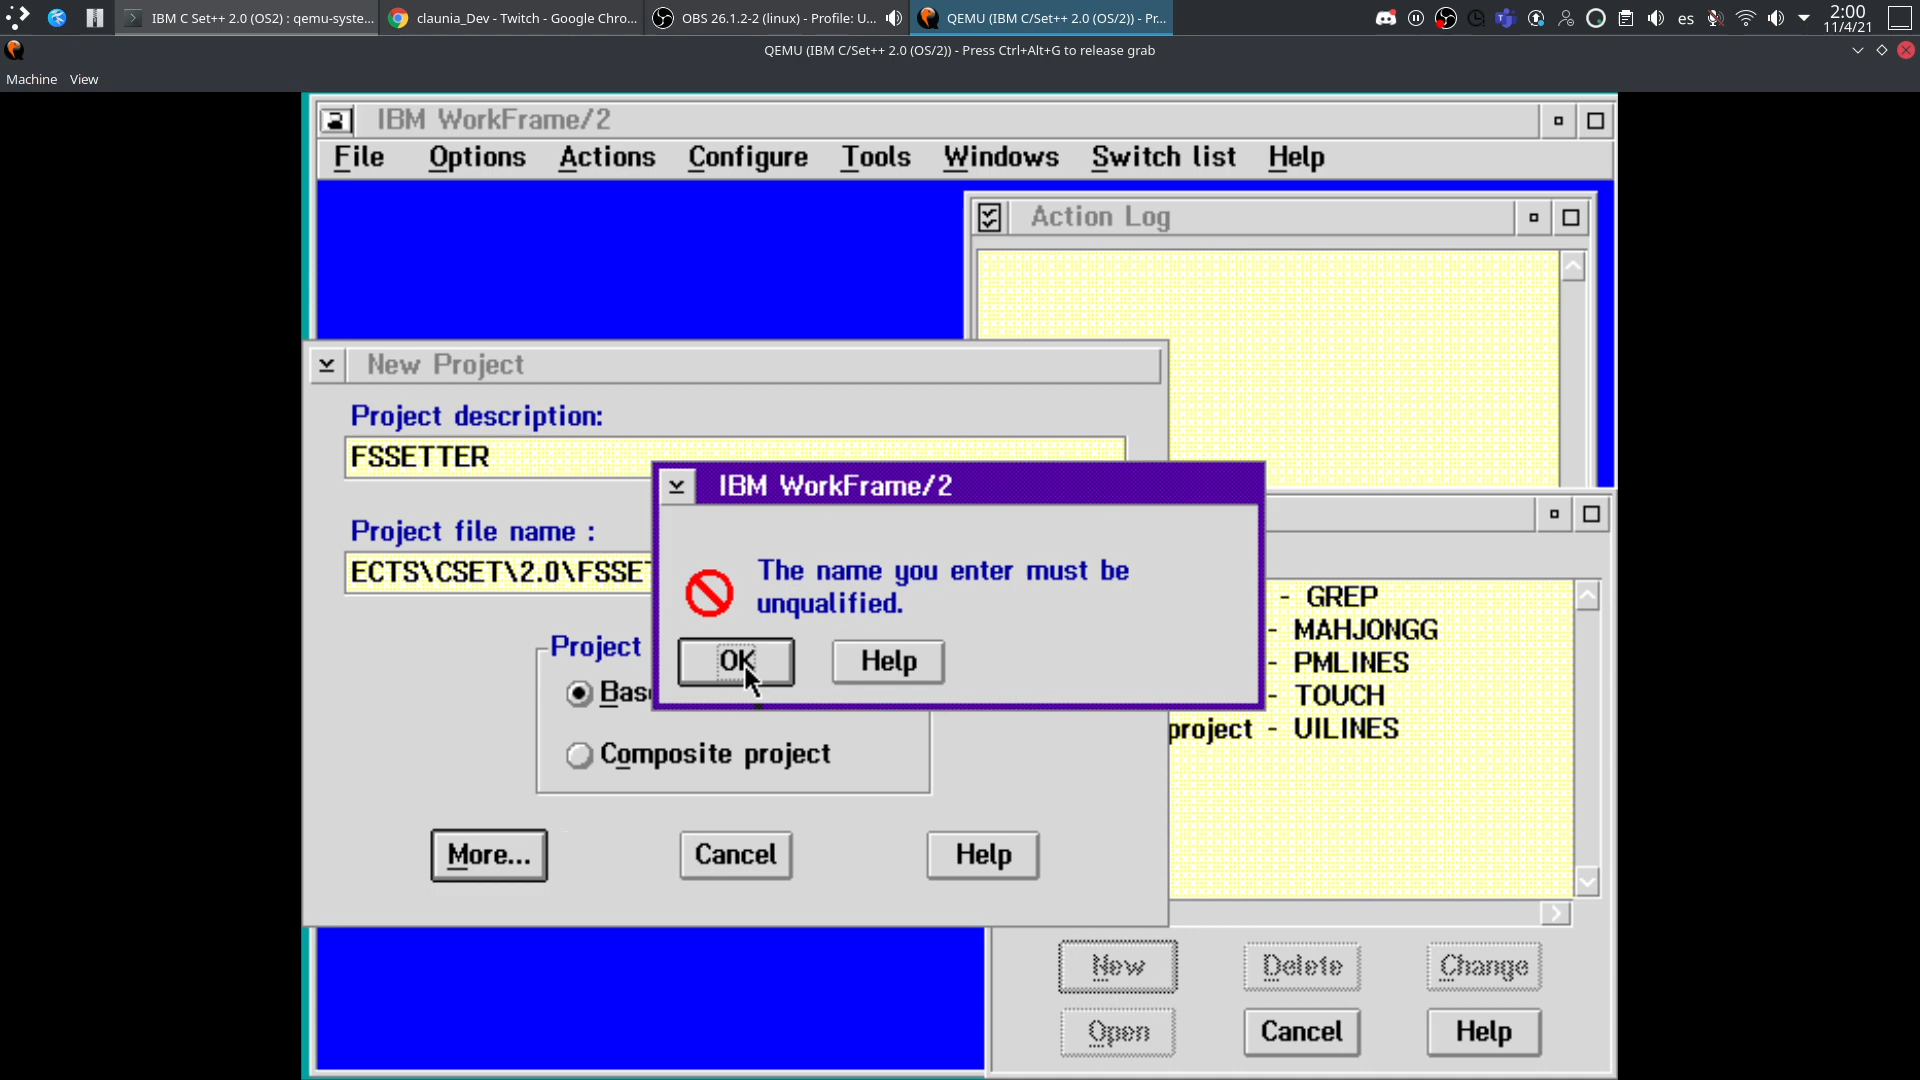 IBM C Set++ 2.0 (OS2) : qemu-syste...
claunia_Dev - Twitch - Google Chro...
OBS 26.1.2-2 (linux) - Profile: U...
QEMU (IBM C/Set++ 2.0 (OS/2)) - Pr...
es
2:00
11/4/21
QEMU (IBM C/Set++ 2.0 (OS/2)) - Press Ctrl+Alt+G to release grab
Machine View
IBM WorkFrame/2
File Options Actions Configure Tools Windows Switch list Help
Action Log
New Project
Project description:
FSSETTER
Project file name :
ECTS\CSET\2.0\FSSET
IBM WorkFrame/2
The name you enter must be
unqualified.
OK Help
Project
Bas
Composite project
More... Cancel Help
- GREP
- MAHJONGG
- PMLINES
- TOUCH
project - UILINES
New Delete Change
Open Cancel Help